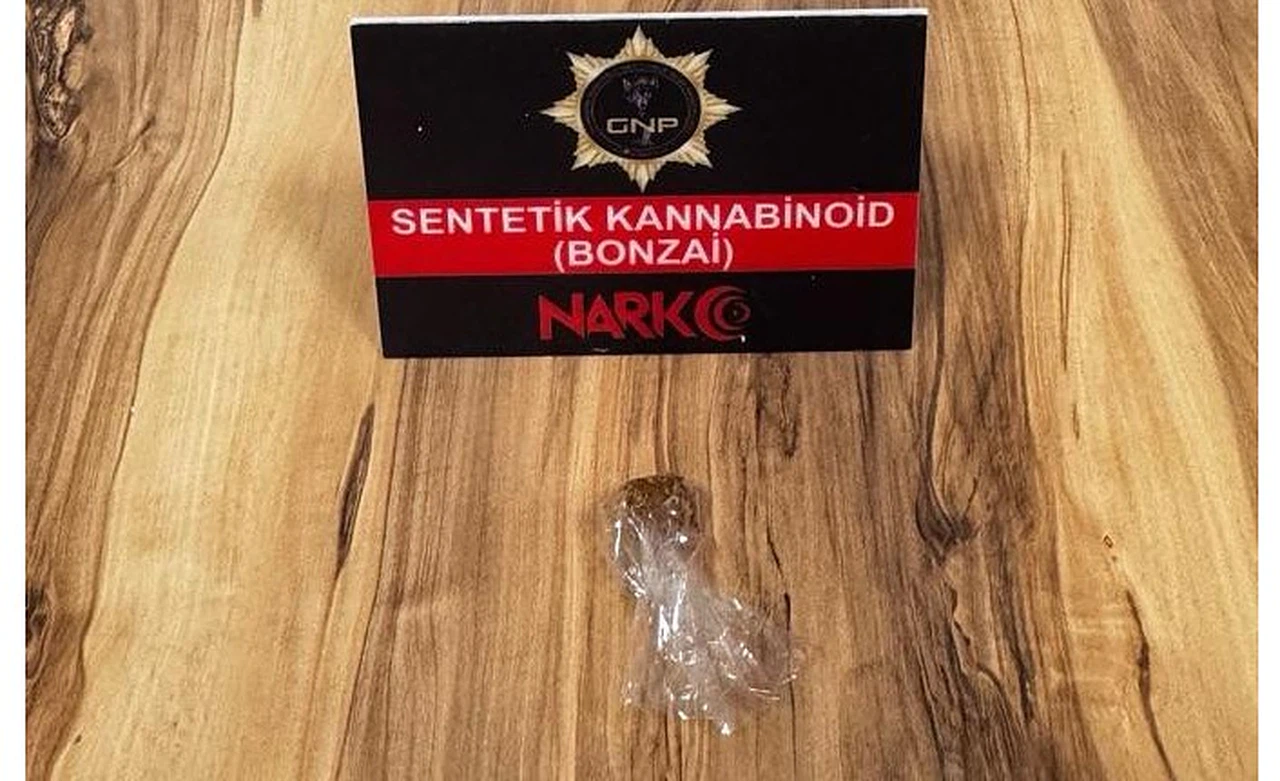 GNP
SENTETİK KANNABİNOİD
(BONZAİ)
NARKO